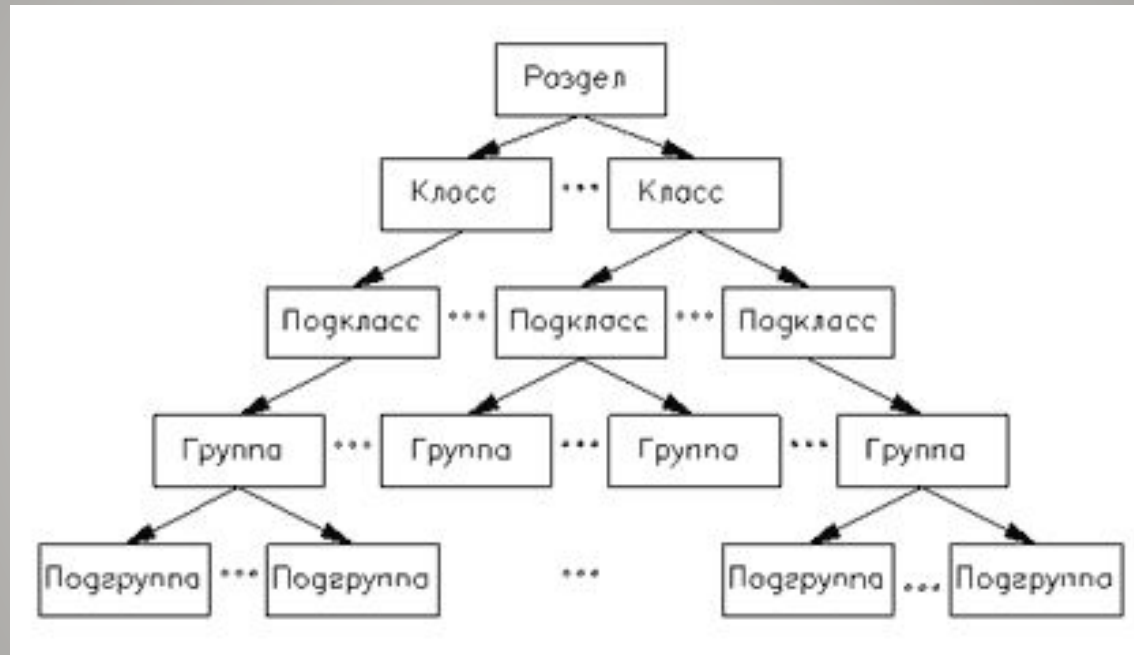 Раздел
Класс ... Класс
Подкласс ... Подкласс ... Подкласс
Группа ... Группа ... Группа ... Группа
Подгруппа ... Подгруппа ... Подгруппа ... Подгруппа